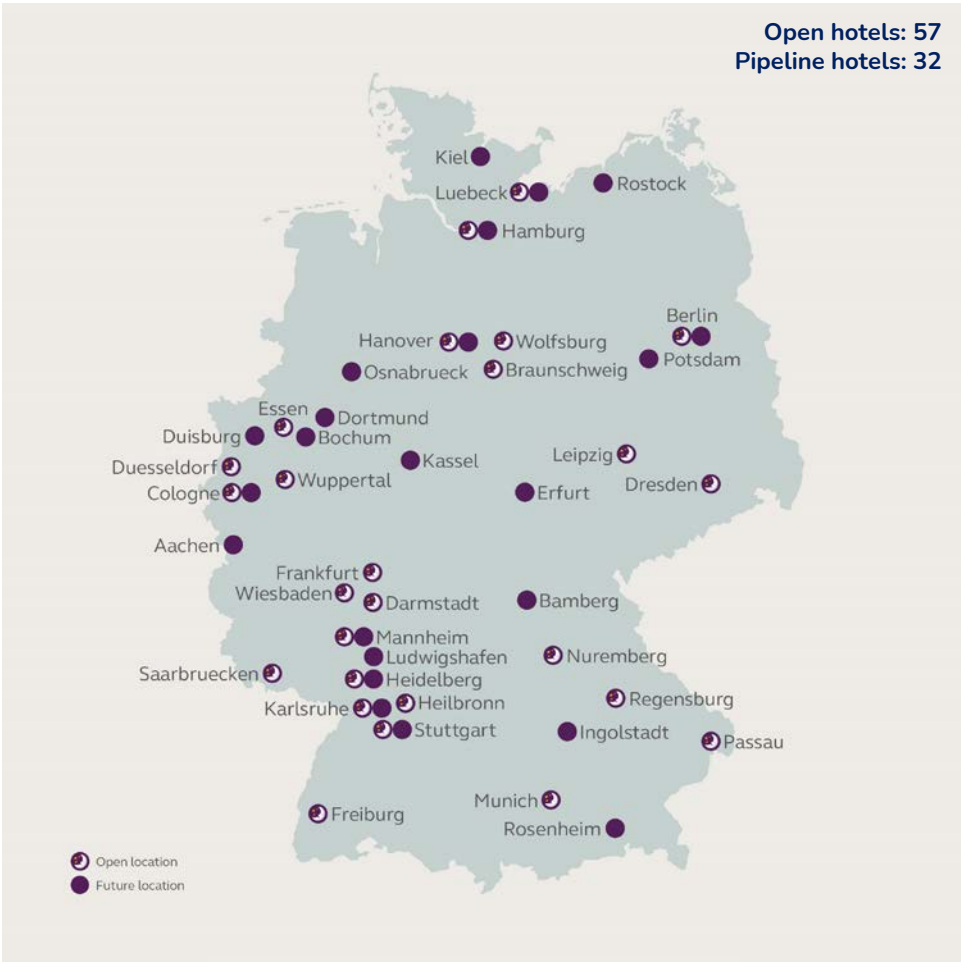 Open hotels: 57
Pipeline hotels: 32
Kiel
Luebeck
Rostock
Hamburg
Berlin
Hanover
Wolfsburg
Potsdam
Osnabrueck
Braunschweig
Essen
Dortmund
Duisburg
Bochum
Leipzig
Kassel
Duesseldorf
Wuppertal
Dresden
Cologne
Erfurt
Aachen
Frankfurt
Wiesbaden
Darmstadt
Bamberg
Mannheim
Ludwigshafen
Nuremberg
Saarbruecken
Heidelberg
Regensburg
Heilbronn
Karlsruhe
Stuttgart
Ingolstadt
Passau
Munich
Freiburg
Rosenheim
Open location
Future location